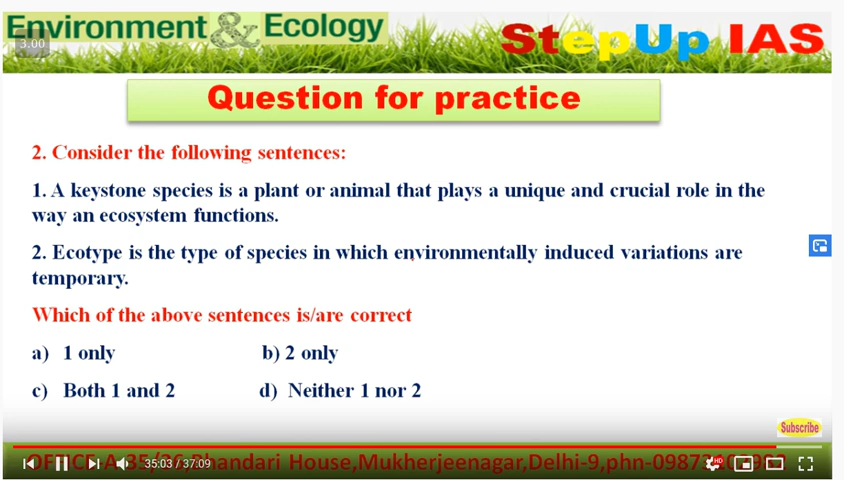 Environment & Ecology
3.00
StepUp IAS
Question for practice
2. Consider the following sentences:
1. A keystone species is a plant or animal that plays a unique and crucial role in the
way an ecosystem functions.
2. Ecotype is the type of species in which environmentally induced variations are
temporary.
Which of the above sentences is/are correct
a) 1 only b) 2 only
c) Both 1 and 2 d) Neither 1 nor 2
Subscribe
35:03 / 37:09 Bhandari House,Mukherjeenagar,Delhi-9,phn-
HD